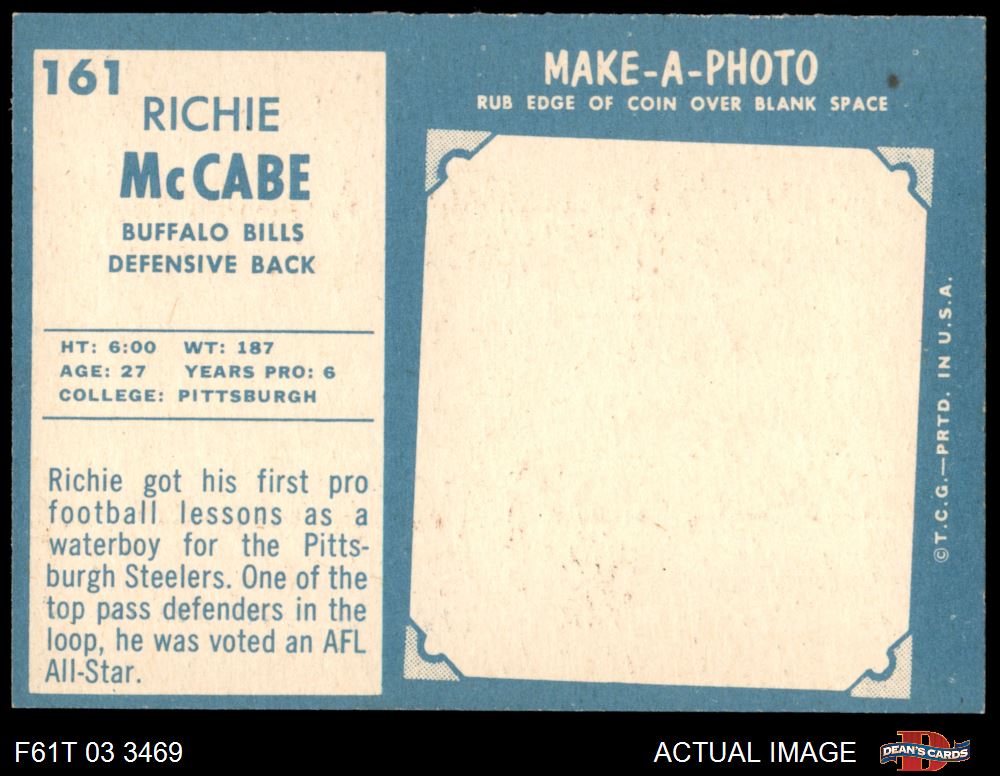 161
RICHIE
McCABE
BUFFALO BILLS
DEFENSIVE BACK
HT: 6:00 WT: 187
AGE: 27 YEARS PRO: 6
COLLEGE: PITTSBURGH
Richie got his first pro
football lessons as a
waterboy for the Pitts-
burgh Steelers. One of the
top pass defenders in the
loop, he was voted an AFL
All-Star.
MAKE-A-PHOTO
RUB EDGE OF COIN OVER BLANK SPACE
©T.C.G.—PRTD. IN U.S.A.
F61T 03 3469
ACTUAL IMAGE
D
DEAN'S CARDS